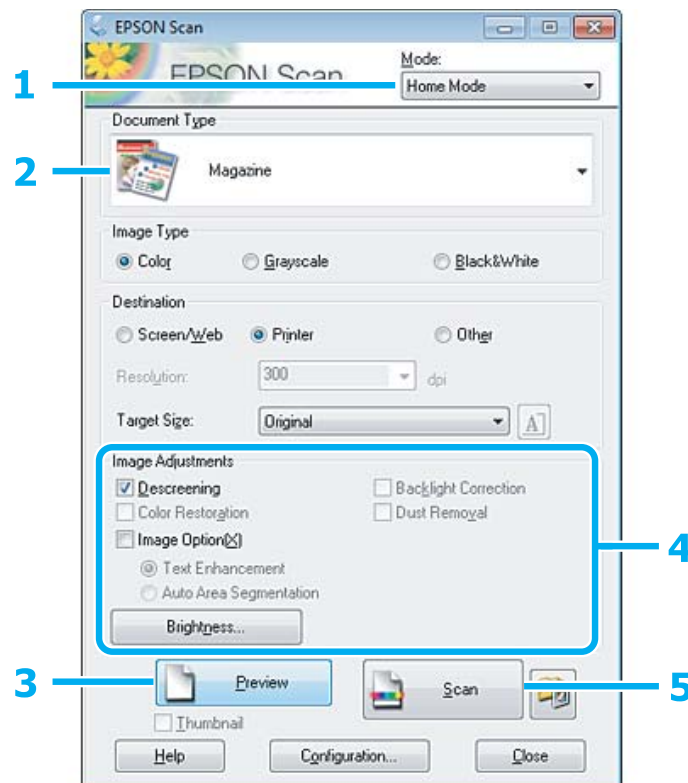 EPSON Scan
EPSON Scan
Mode:
1
Home Mode
Document Type
2
Magazine
Image Type
Color
Grayscale
Black&White
Destination
Screen/Web
Printer
Other
Resolution:
300
dpi
Target Size:
Original
A
Image Adjustments
Descreening
Backlight Correction
Color Restoration
Dust Removal
Image Option(X)
4
Text Enhancement
Auto Area Segmentation
Brightness...
3
Preview
Scan
5
Thumbnail
Help
Configuration...
Close